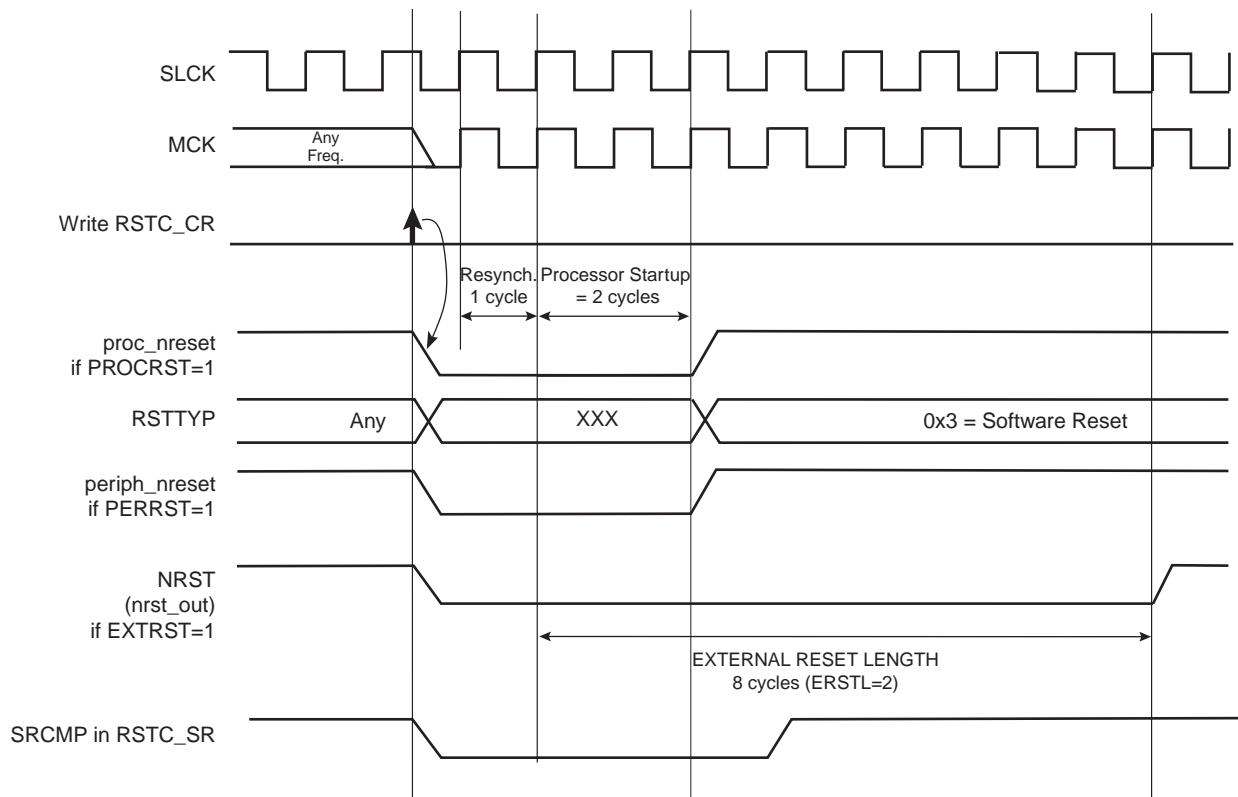 SLCK
MCK
Any
Freq.
Write RSTC_CR
Resynch.
1 cycle
Processor Startup
= 2 cycles
proc_nreset
if PROCRST=1
RSTTYP
Any
XXX
0x3 = Software Reset
periph_nreset
if PERRST=1
NRST
(nrst_out)
if EXTRST=1
EXTERNAL RESET LENGTH
8 cycles (ERSTL=2)
SRCMP in RSTC_SR